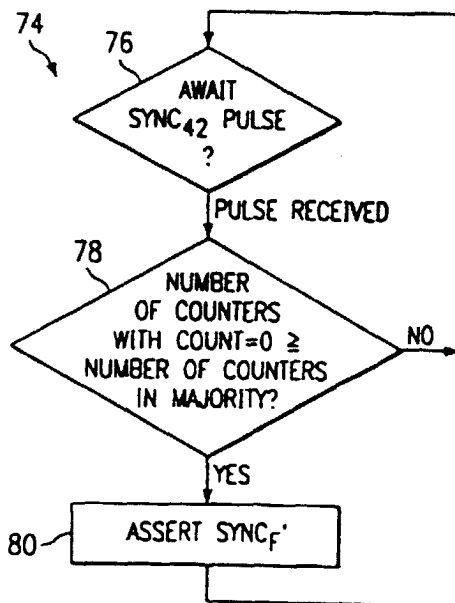 74
76
AWAIT
SYNC42 PULSE
?
PULSE RECEIVED
78
NUMBER
OF COUNTERS
WITH COUNT=0 ≧
NUMBER OF COUNTERS
IN MAJORITY?
NO
YES
80
ASSERT SYNCF'